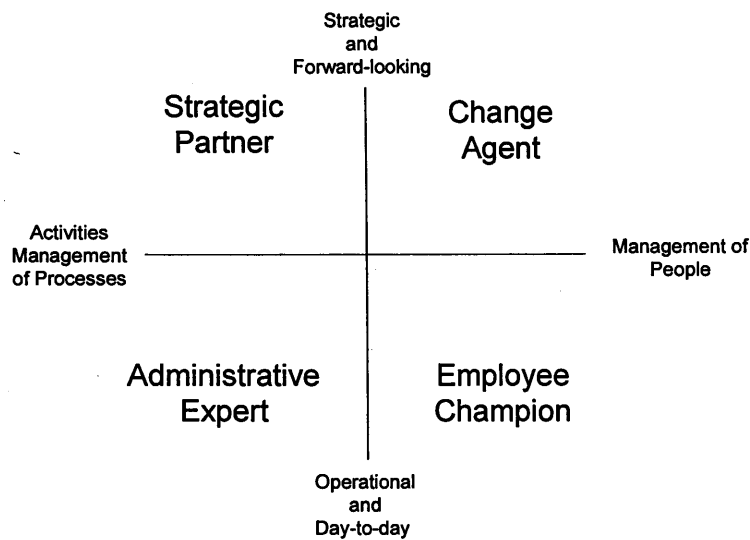 Strategic
and
Forward-looking
Strategic
Partner
Change
Agent
Activities
Management
of Processes
Management of
People
Administrative
Expert
Employee
Champion
Operational
and
Day-to-day